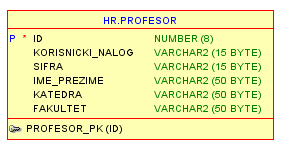 HR.PROFESOR
P * ID NUMBER (8)
KORISNICKI_NALOG VARCHAR2 (15 BYTE)
SIFRA VARCHAR2 (15 BYTE)
IME_PREZIME VARCHAR2 (50 BYTE)
KATEDRA VARCHAR2 (50 BYTE)
FAKULTET VARCHAR2 (50 BYTE)
PROFESOR_PK (ID)